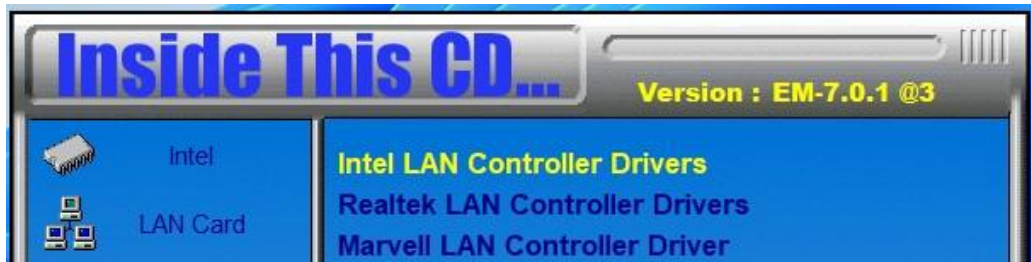 Inside This CD...
Version : EM-7.0.1 @3
Intel
LAN Card
Intel LAN Controller Drivers
Realtek LAN Controller Drivers
Marvell LAN Controller Driver